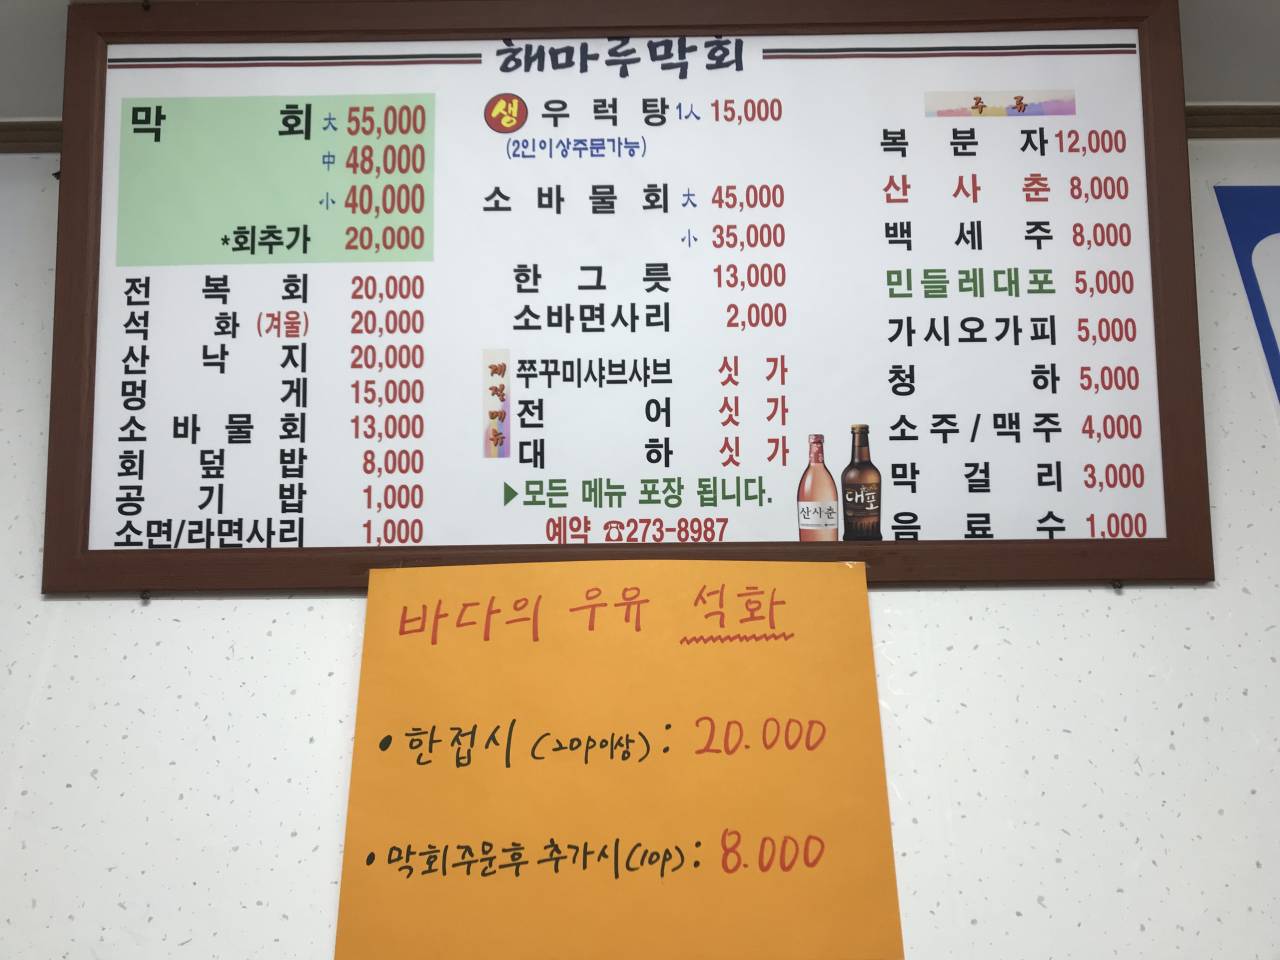 해마루막회
막회 大 55,000
中 48,000
小 40,000
*회추가 20,000
전복회 20,000
석화 (겨울) 20,000
산낙지 20,000
멍게 15,000
소바물회 13,000
회덮밥 8,000
공기밥 1,000
소면/라면사리 1,000
생 우럭탕 1人 15,000
(2인이상주문가능)
소바물회 大 45,000
小 35,000
한그릇 13,000
소바면사리 2,000
계절메뉴
쭈꾸미샤브샤브 싯가
전어 싯가
대하 싯가
▶모든 메뉴 포장 됩니다.
예약 ☎273-8987
주류
복분자 12,000
산사춘 8,000
백세주 8,000
민들레대포 5,000
가시오가피 5,000
청하 5,000
소주/맥주 4,000
막걸리 3,000
음료수 1,000
산사춘
대포
바다의 우유 석화
• 한접시 (20p이상) : 20.000
• 막회주문후 추가시 (10p) : 8.000